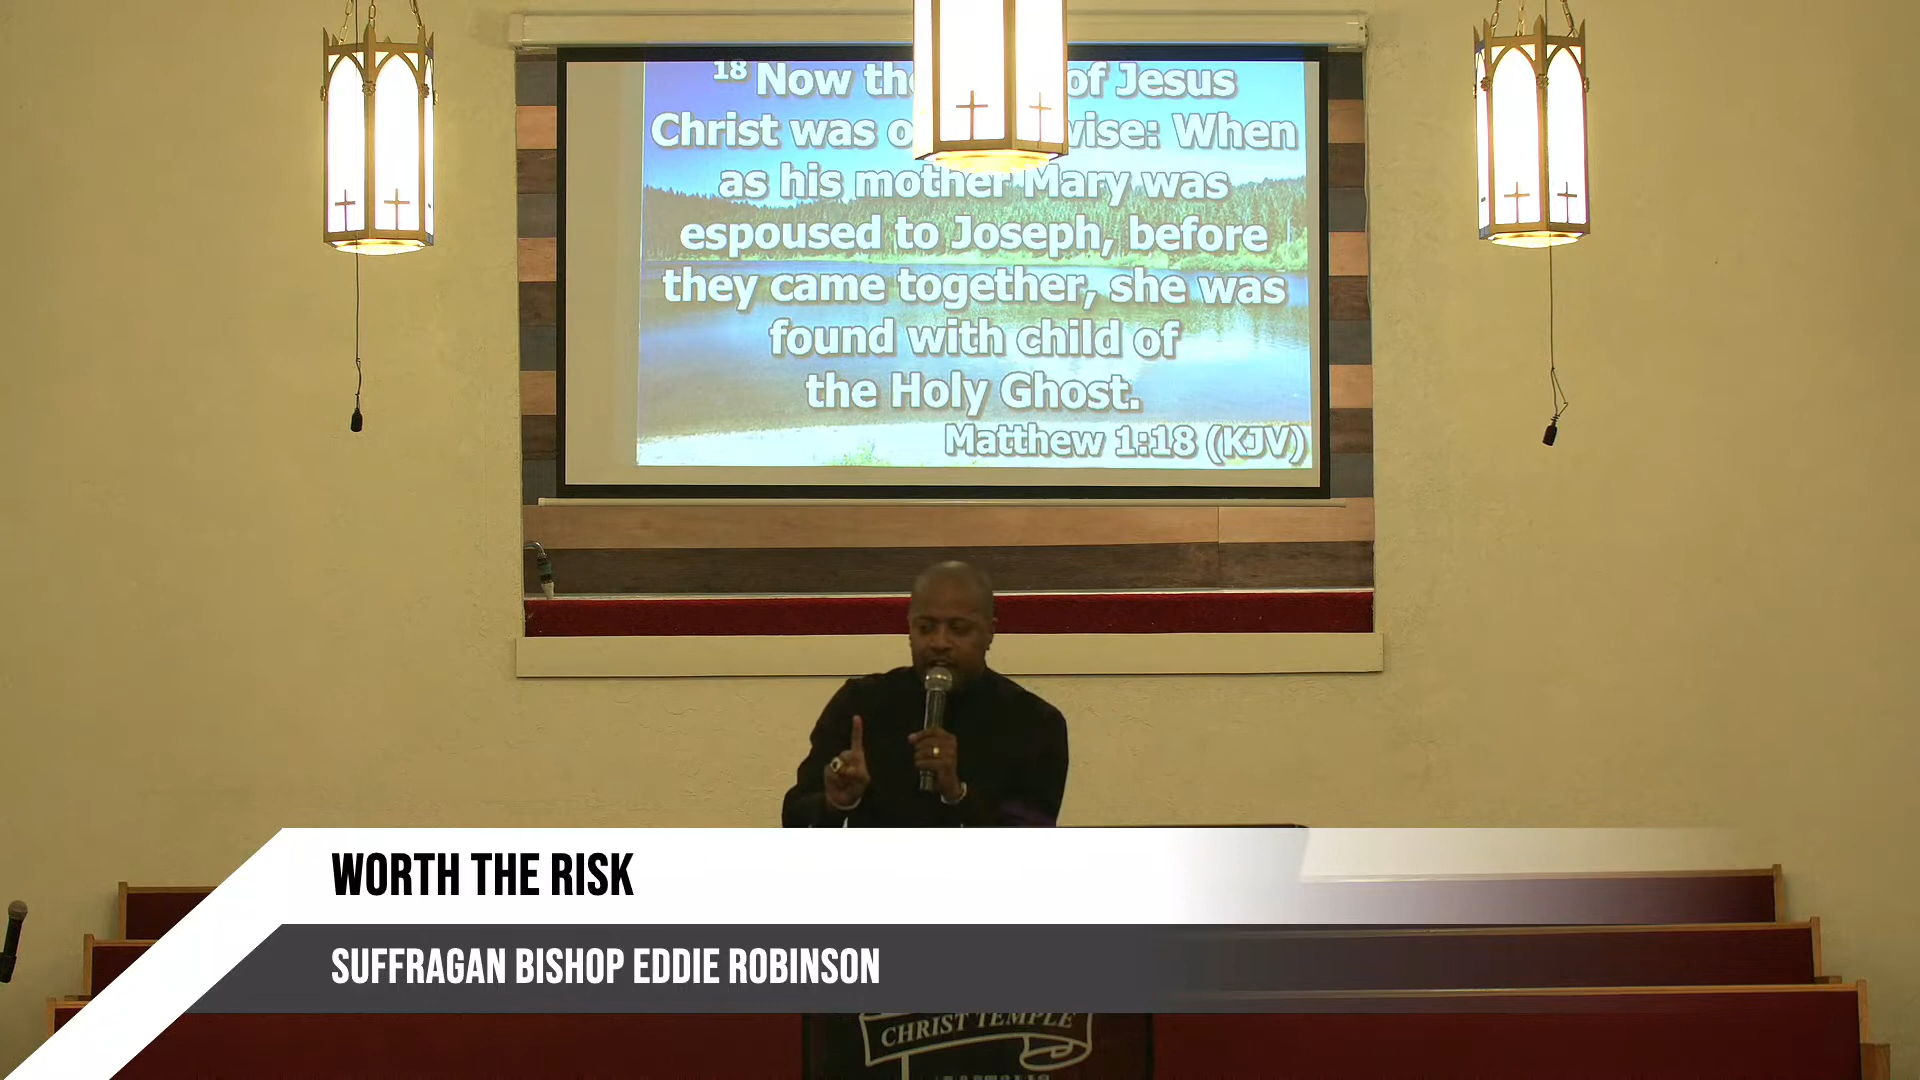 18 Now the of Jesus
Christ was o wise: When
as his mother Mary was
espoused to Joseph, before
they came together, she was
found with child of
the Holy Ghost.
Matthew 1:18 (KJV)
WORTH THE RISK
SUFFRAGAN BISHOP EDDIE ROBINSON
CHRIST TEMPLE